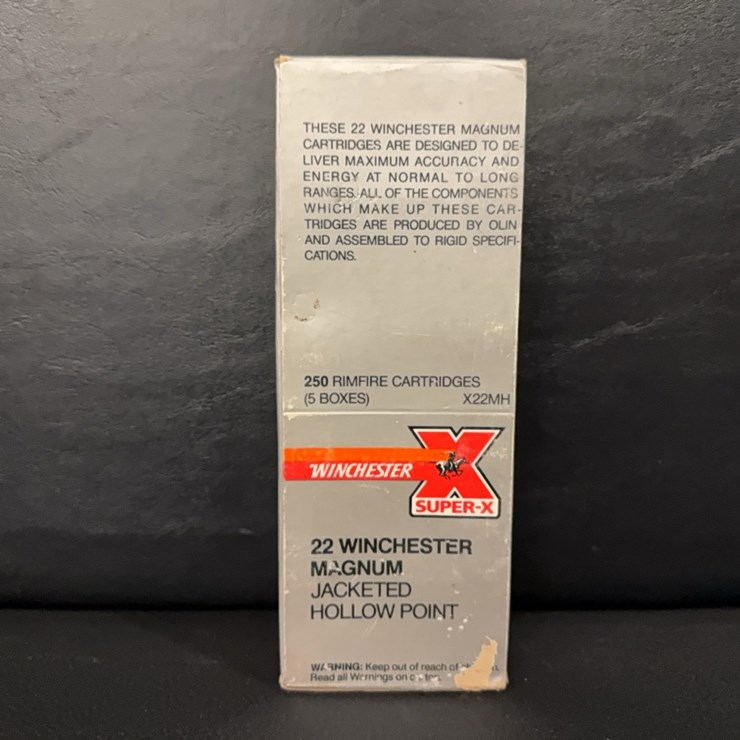 THESE 22 WINCHESTER MAGNUM
CARTRIDGES ARE DESIGNED TO DE-
LIVER MAXIMUM ACCURACY AND
ENERGY AT NORMAL TO LONG
RANGES. ALL OF THE COMPONENTS
WHICH MAKE UP THESE CAR-
TRIDGES ARE PRODUCED BY OLIN
AND ASSEMBLED TO RIGID SPECIFI-
CATIONS.
250 RIMFIRE CARTRIDGES
(5 BOXES) X22MH
WINCHESTER
X
SUPER-X
22 WINCHESTER
MAGNUM
JACKETED
HOLLOW POINT
WARNING: Keep out of reach of
Read all Warnings on